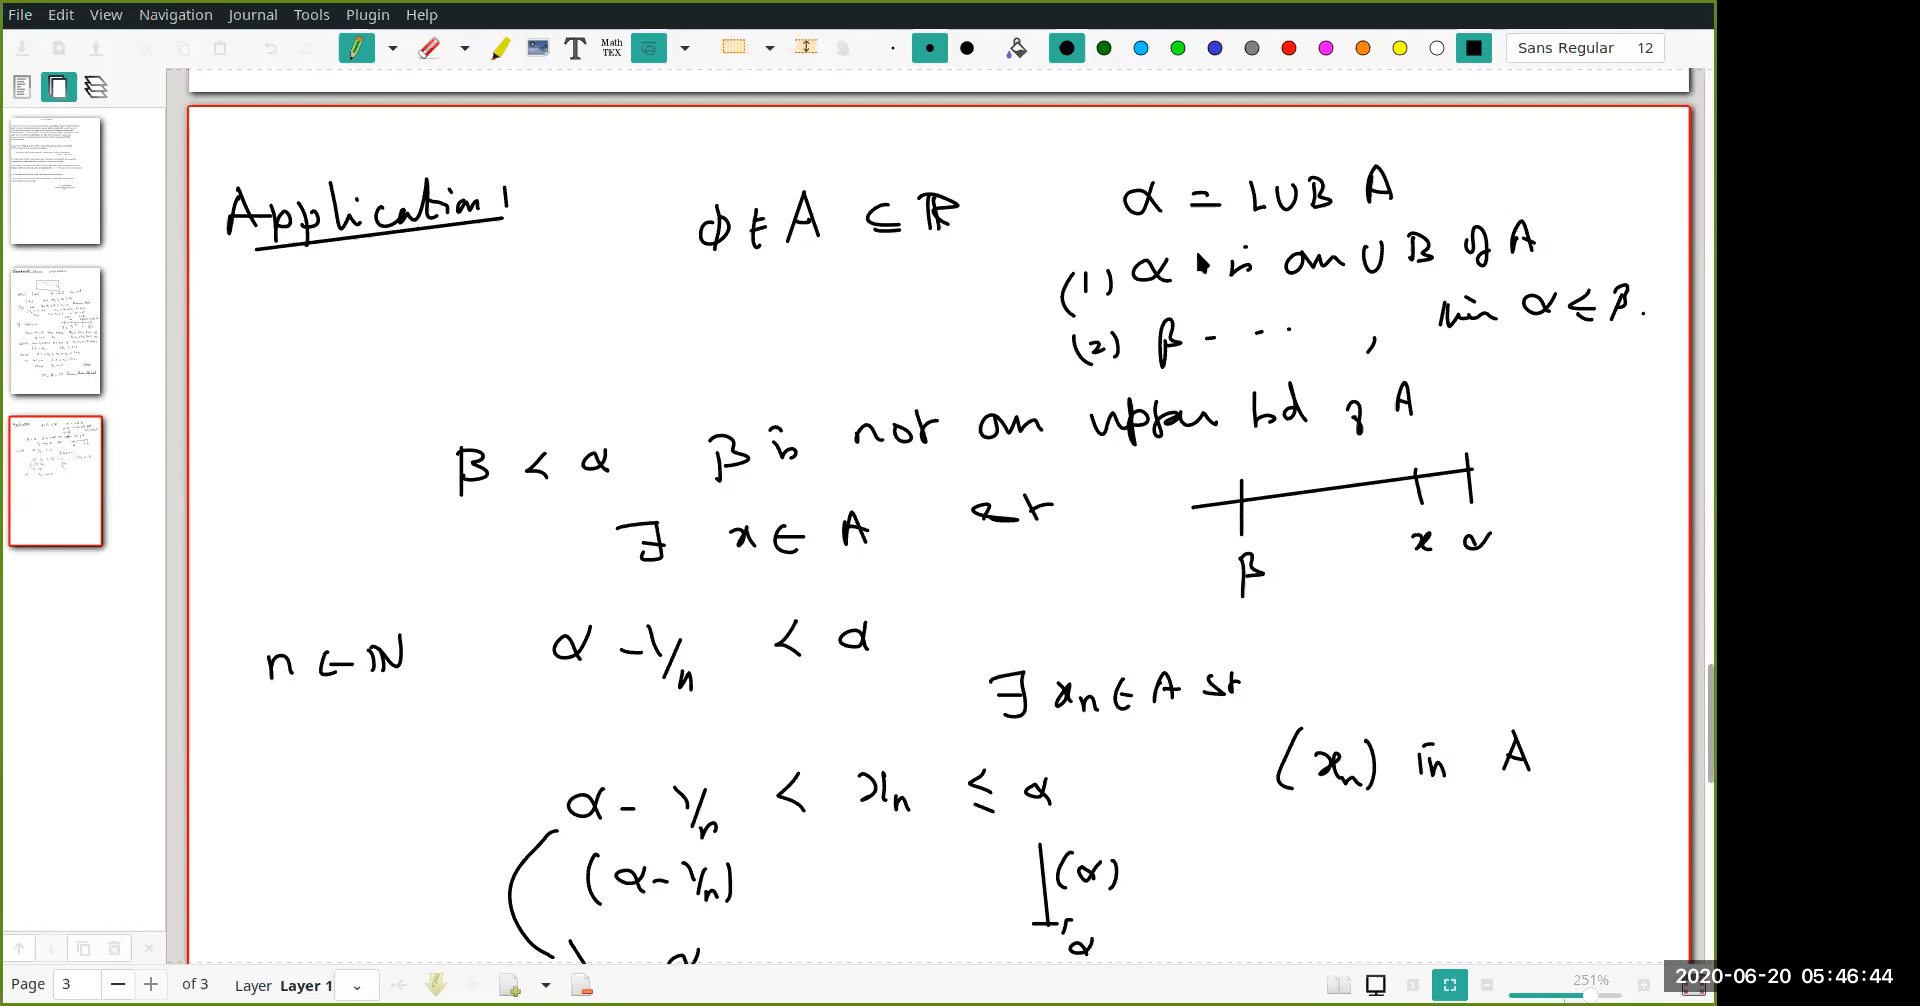 File Edit View Navigation Journal Tools Plugin Help
Math TEX
Sans Regular 12
Application 1
ϕ ∈ A ⊆ ℝ
α = LUB A
(1) α is an UB of A
(2) β - -- , then α ≤ β.
β < α β is not an upper bd of A
∃ x ∈ A st
β x α
n ∈ ℕ α - 1/n < α
∃ xn ∈ A st
(xn) in A
α - 1/n < xn ≤ α
(α - 1/n) (α)
α
Page 3 of 3 Layer Layer 1
251%
2020-06-20 05:46:44